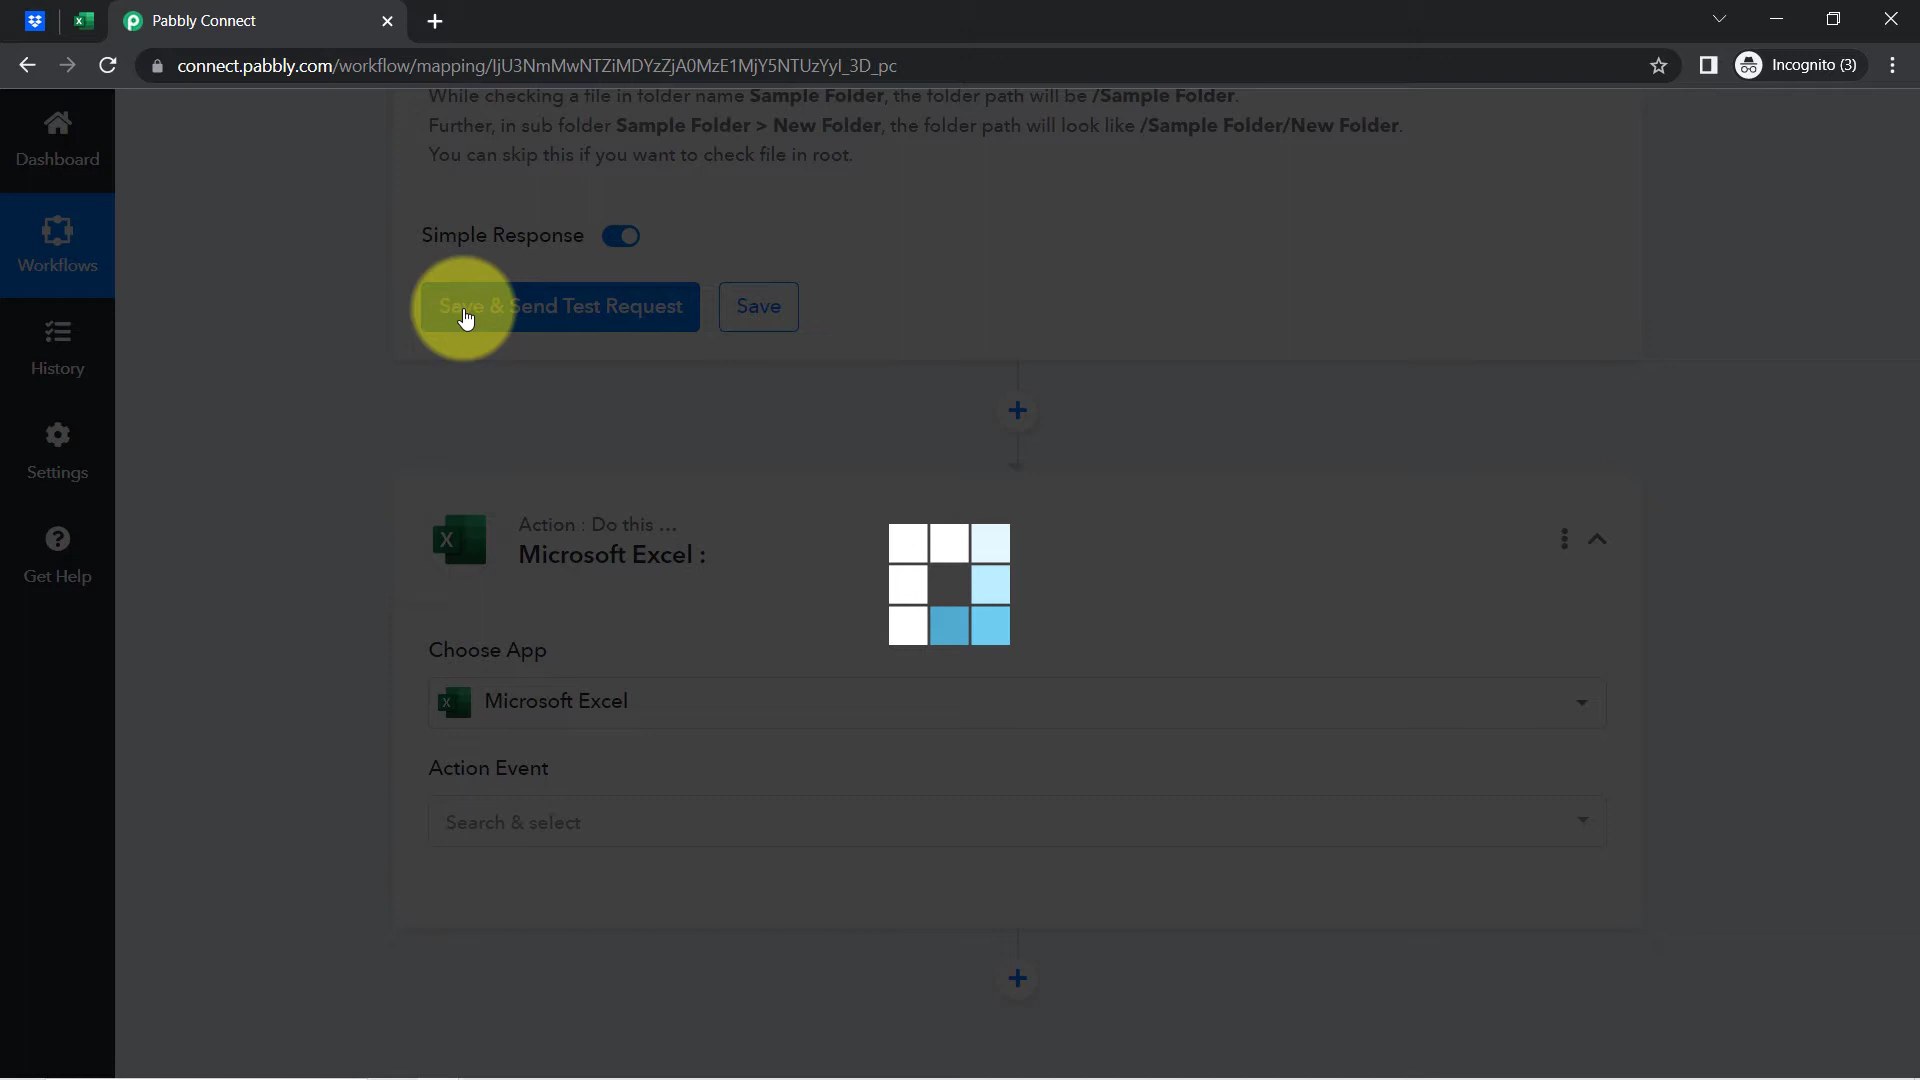 Pabbly Connect
connect.pabbly.com/workflow/mapping/IjU3NmMwNTZiMDYzZjA0MzE1MjY5NTUzYyI_3D_pc
Incognito (3)
While checking a file in folder name Sample Folder, the folder path will be /Sample Folder.
Further, in sub folder Sample Folder > New Folder, the folder path will look like /Sample Folder/New Folder.
You can skip this if you want to check file in root.
Dashboard
Workflows
History
Settings
Get Help
Simple Response
Save & Send Test Request
Save
Action : Do this ...
Microsoft Excel :
Choose App
Microsoft Excel
Action Event
Search & select